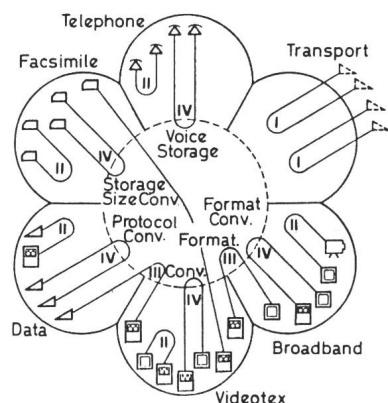 Telephone
Facsimile
Transport
II
IV
I
I
II
IV
Voice
Storage
Storage
Size Conv.
Protocol
Conv.
Format
Conv.
Format.
Conv.
II
IV
III
III
IV
II
IV
II
Data
Broadband
Videotex